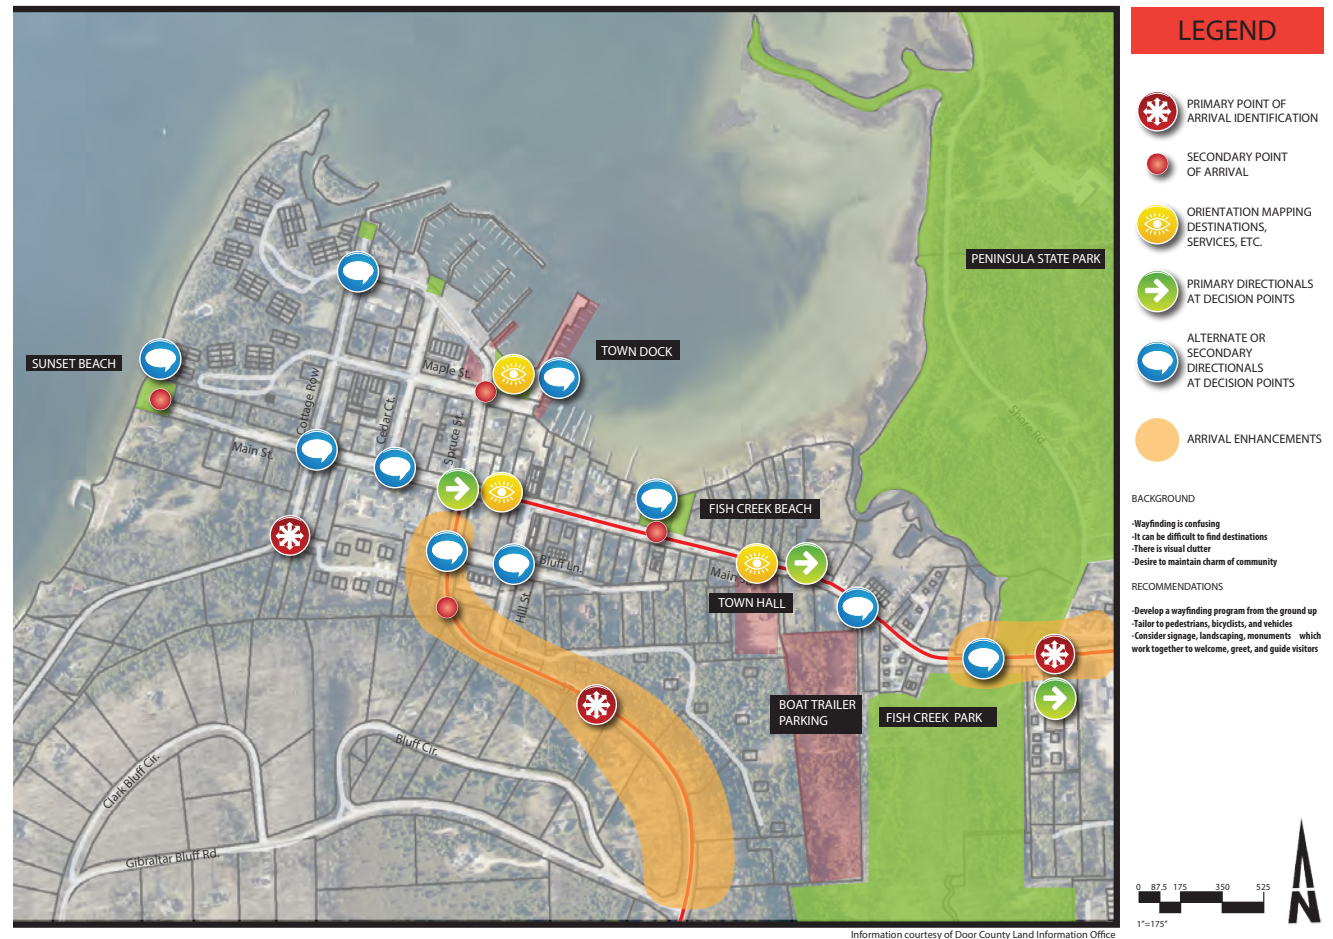 LEGEND
PRIMARY POINT OF
ARRIVAL IDENTIFICATION
SECONDARY POINT
OF ARRIVAL
ORIENTATION MAPPING
DESTINATIONS,
SERVICES, ETC.
PRIMARY DIRECTIONALS
AT DECISION POINTS
ALTERNATE OR
SECONDARY
DIRECTIONALS
AT DECISION POINTS
ARRIVAL ENHANCEMENTS
BACKGROUND
-Wayfinding is confusing
-It can be difficult to find destinations
-There is visual clutter
-Desire to maintain charm of community
RECOMMENDATIONS
-Develop a wayfinding program from the ground up
-Tailor to pedestrians, bicyclists, and vehicles
-Consider signage, landscaping, monuments which
work together to welcome, greet, and guide visitors
0 87.5 175 350 525
1"=175"
N
PENINSULA STATE PARK
Shore Rd.
SUNSET BEACH
TOWN DOCK
Maple St.
Cottage Row
Cedar Ct.
Spruce St.
Main St.
FISH CREEK BEACH
Bluff Ln.
Main
TOWN HALL
Hill St.
BOAT TRAILER
PARKING
FISH CREEK PARK
Bluff Cir.
Clark Bluff Cir.
Gibraltar Bluff Rd.
Information courtesy of Door County Land Information Office